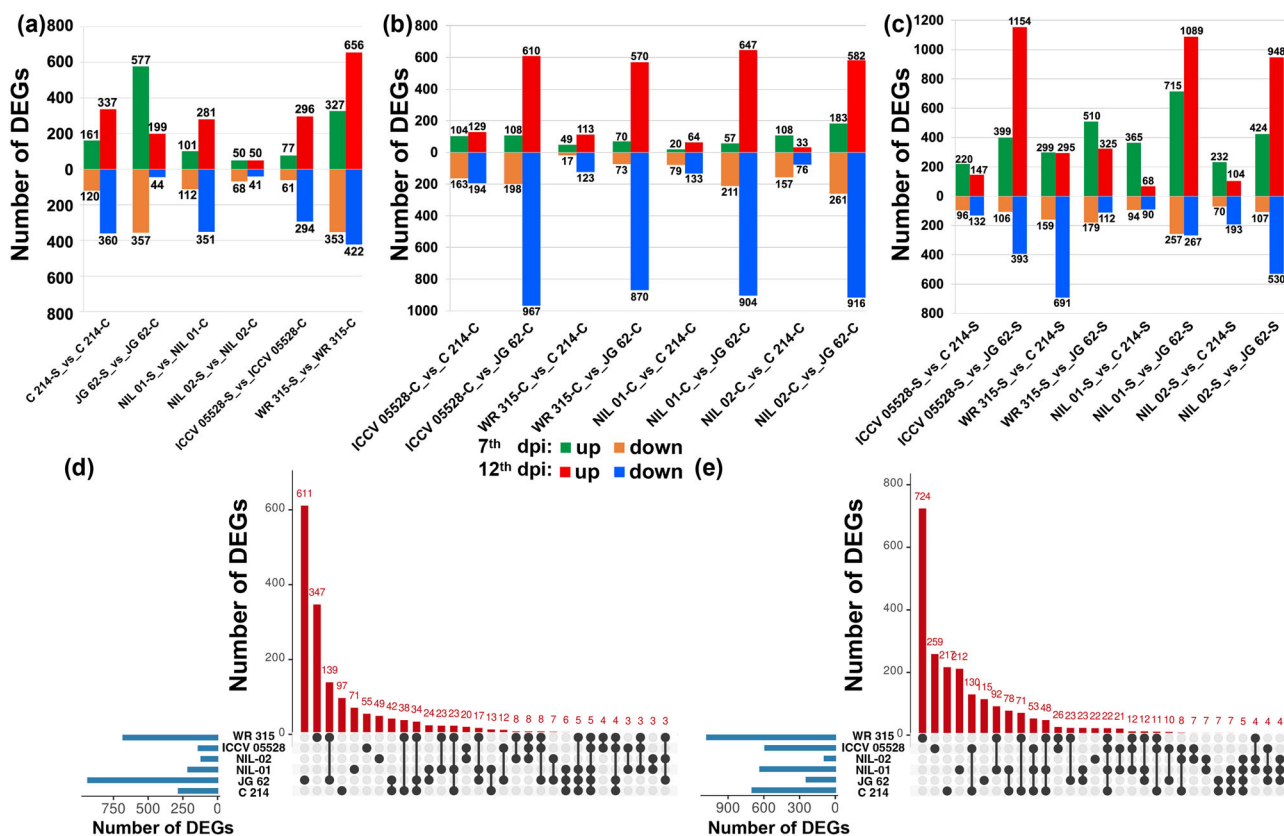 (a)
Number of DEGs
800
600
400
200
0
200
400
600
800
161 337
120 360
577 199
357 44
101 281
112 351
50 50
68 41
77 296
61 294
327 656
353 422
C 214-S_vs_C 214-C
JG 62-S_vs_JG 62-C
NIL 01-S_vs_NIL 01-C
NIL 02-S_vs_NIL 02-C
ICCV 05528-S_vs_ICCV 05528-C
WR 315-S_vs_WR 315-C
(b)
Number of DEGs
800
600
400
200
0
200
400
600
800
1000
104 129
163 194
108 610
198 967
49 113
17 123
70 570
73 870
20 64
79 133
57 647
211 904
108 33
157 76
183 582
261 916
ICCV 05528-C_vs_C 214-C
ICCV 05528-C_vs_JG 62-C
WR 315-C_vs_C 214-C
WR 315-C_vs_JG 62-C
NIL 01-C_vs_C 214-C
NIL 01-C_vs_JG 62-C
NIL 02-C_vs_C 214-C
NIL 02-C_vs_JG 62-C
(c)
Number of DEGs
1200
1000
800
600
400
200
0
200
400
600
800
220 147
96 132
399 1154
106 393
299 295
159 691
510 325
179 112
365 68
94 90
715 1089
257 267
232 104
70 193
424 948
107 530
ICCV 05528-S_vs_C 214-S
ICCV 05528-S_vs_JG 62-S
WR 315-S_vs_C 214-S
WR 315-S_vs_JG 62-S
NIL 01-S_vs_C 214-S
NIL 01-S_vs_JG 62-S
NIL 02-S_vs_C 214-S
NIL 02-S_vs_JG 62-S
7th dpi: up down
12th dpi: up down
(d)
Number of DEGs
600
400
200
0
611 347 139 97 71 55 49 42 38 34 24 23 23 20 17 13 12 8 8 8 7 6 5 5 4 3 3 3 3
WR 315
ICCV 05528
NIL-02
NIL-01
JG 62
C 214
750 500 250 0
Number of DEGs
(e)
Number of DEGs
800
600
400
200
0
724 259 217 212 130 115 92 78 71 53 48 26 23 23 22 22 21 12 12 11 10 8 7 7 7 5 4 4 4
WR 315
ICCV 05528
NIL-02
NIL-01
JG 62
C 214
900 600 300 0
Number of DEGs